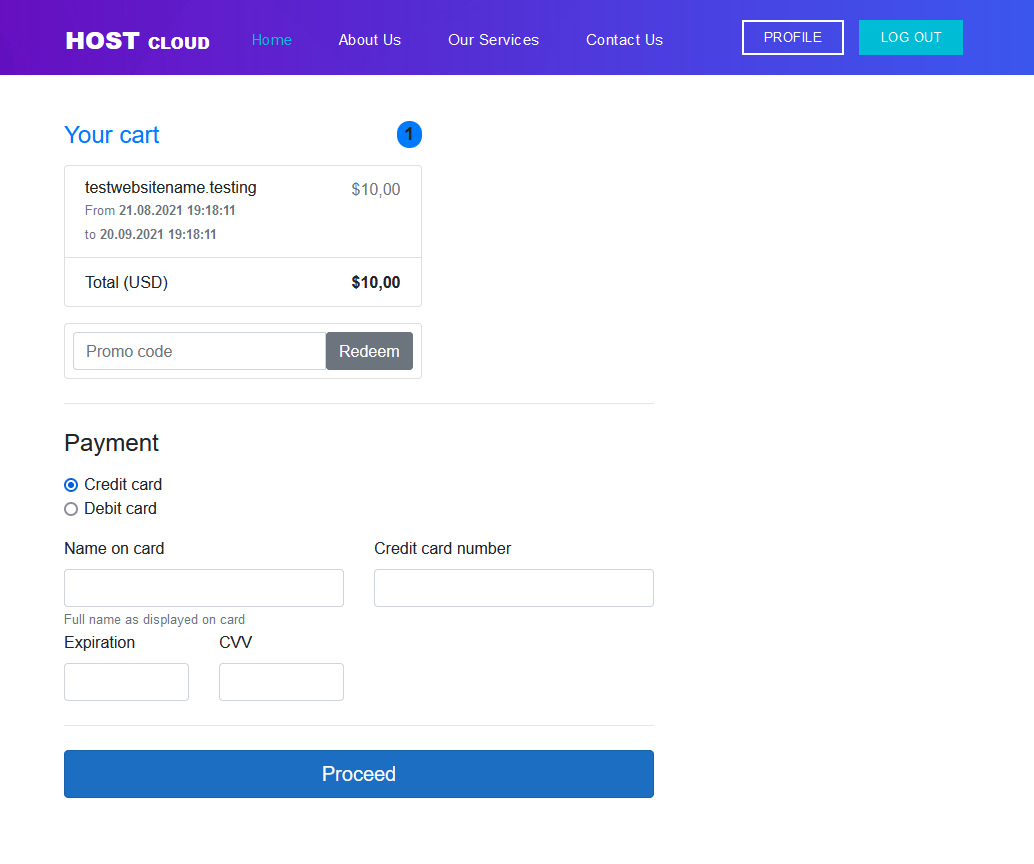 HOST CLOUD Home About Us Our Services Contact Us PROFILE LOG OUT
Your cart 1
testwebsitename.testing $10,00
From 21.08.2021 19:18:11
to 20.09.2021 19:18:11
Total (USD) $10,00
Promo code Redeem
Payment
Credit card
Debit card
Name on card Credit card number
Full name as displayed on card
Expiration CVV
Proceed